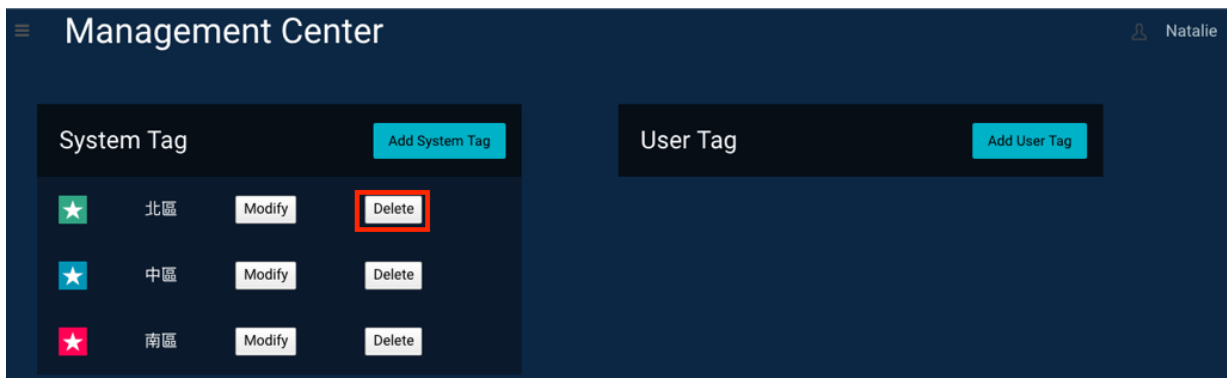 Management Center
Natalie
System Tag
Add System Tag
User Tag
Add User Tag
北區 Modify Delete
中區 Modify Delete
南區 Modify Delete